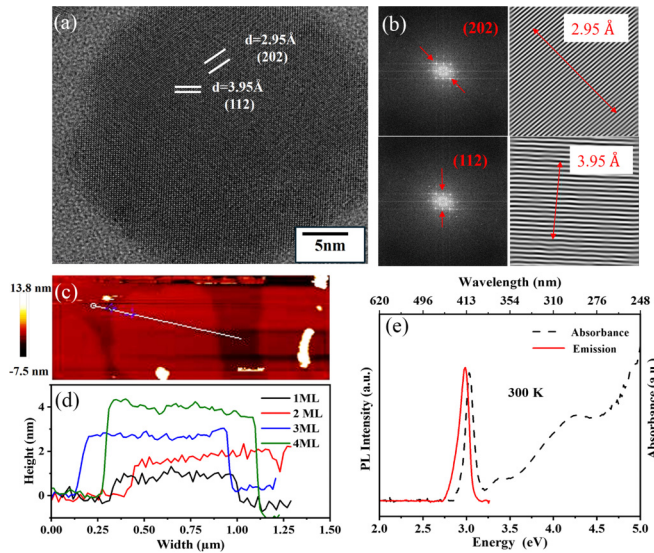 (a)
d=2.95Å
(202)
d=3.95Å
(112)
5nm
(b)
(202)
2.95 Å
(112)
3.95 Å
13.8 nm
-7.5 nm
(c)
(d)
1ML
2 ML
3ML
4ML
Height (nm)
4
2
0
0.0 0.25 0.50 0.75 1.00 1.25 1.50
Width (µm)
Wavelength (nm)
620 496 413 354 310 276 248
(e)
Absorbance
Emission
300 K
PL Intensity (a.u.)
Absorbance (a.u
2.0 2.5 3.0 3.5 4.0 4.5 5.0
Energy (eV)